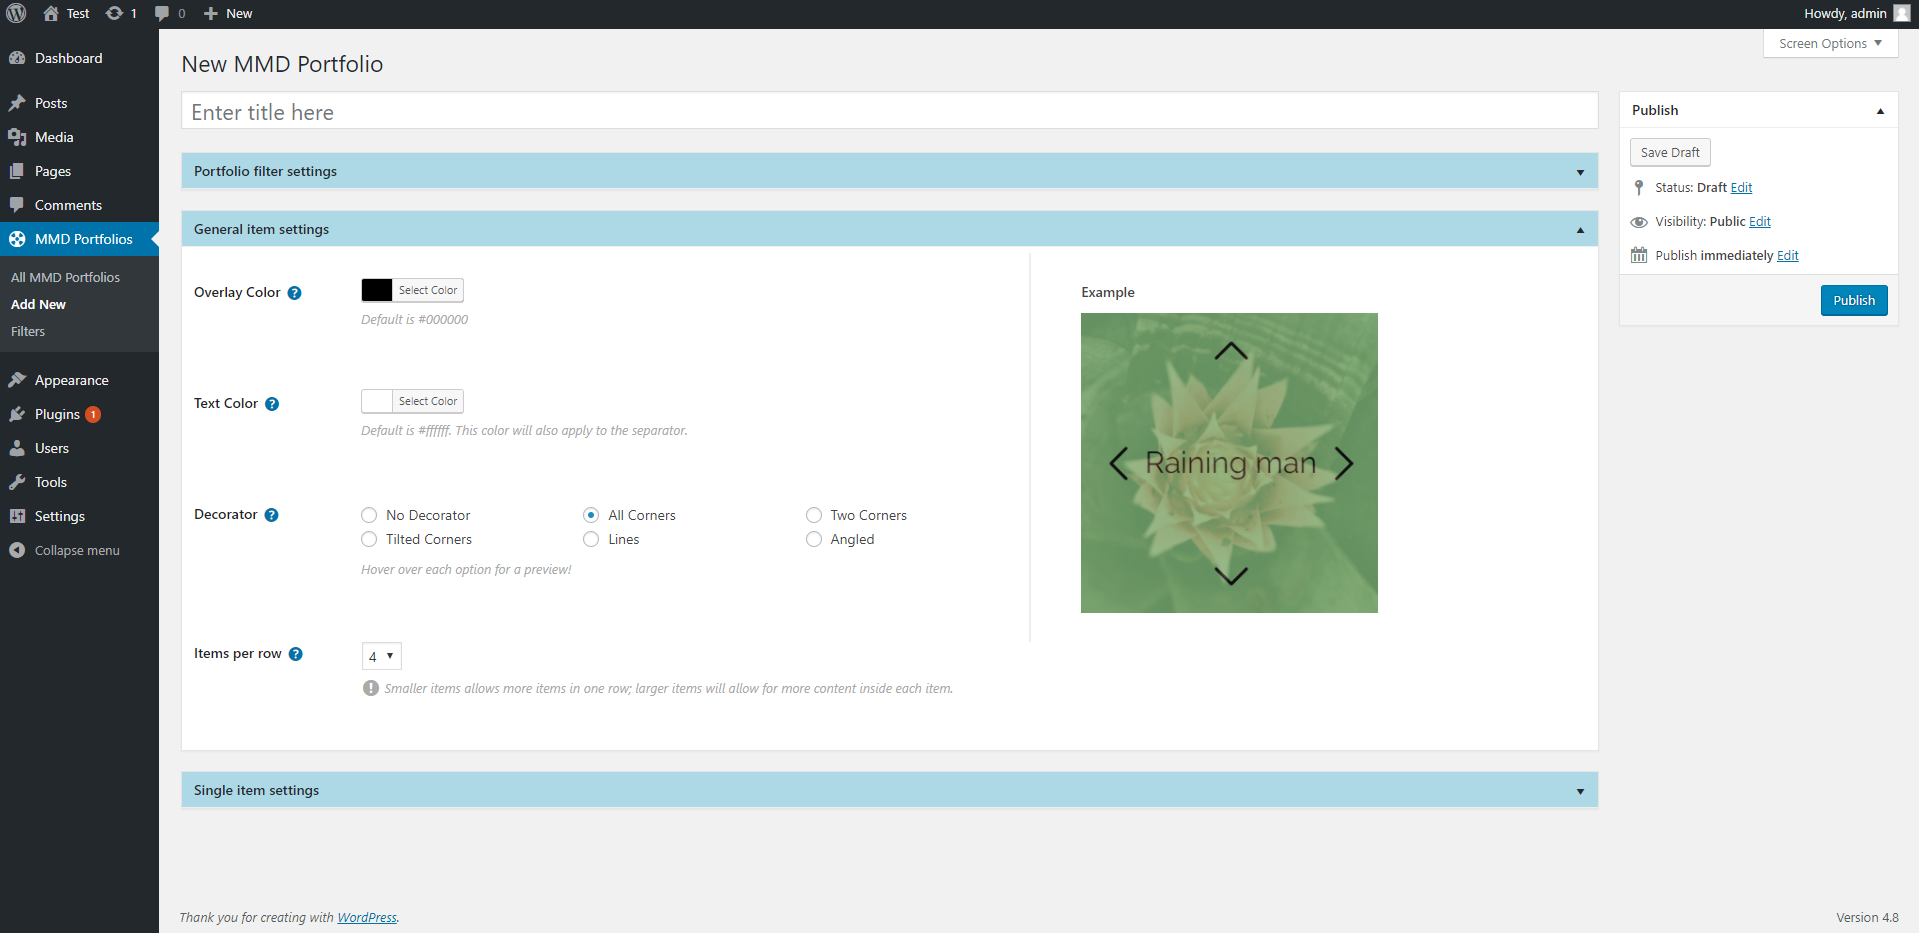 Test 1 0 New Howdy, admin
Screen Options
Dashboard
Posts
Media
Pages
Comments
MMD Portfolios
All MMD Portfolios
Add New
Filters
Appearance
Plugins 1
Users
Tools
Settings
Collapse menu
New MMD Portfolio
Enter title here
Portfolio filter settings
General item settings
Overlay Color ?
Select Color
Default is #000000
Text Color ?
Select Color
Default is #ffffff. This color will also apply to the separator.
Decorator ?
No Decorator All Corners Two Corners
Tilted Corners Lines Angled
Hover over each option for a preview!
Items per row ?
4
Smaller items allows more items in one row; larger items will allow for more content inside each item.
Example
Raining man
Single item settings
Publish
Save Draft
Status: Draft Edit
Visibility: Public Edit
Publish immediately Edit
Publish
Thank you for creating with WordPress.
Version 4.8